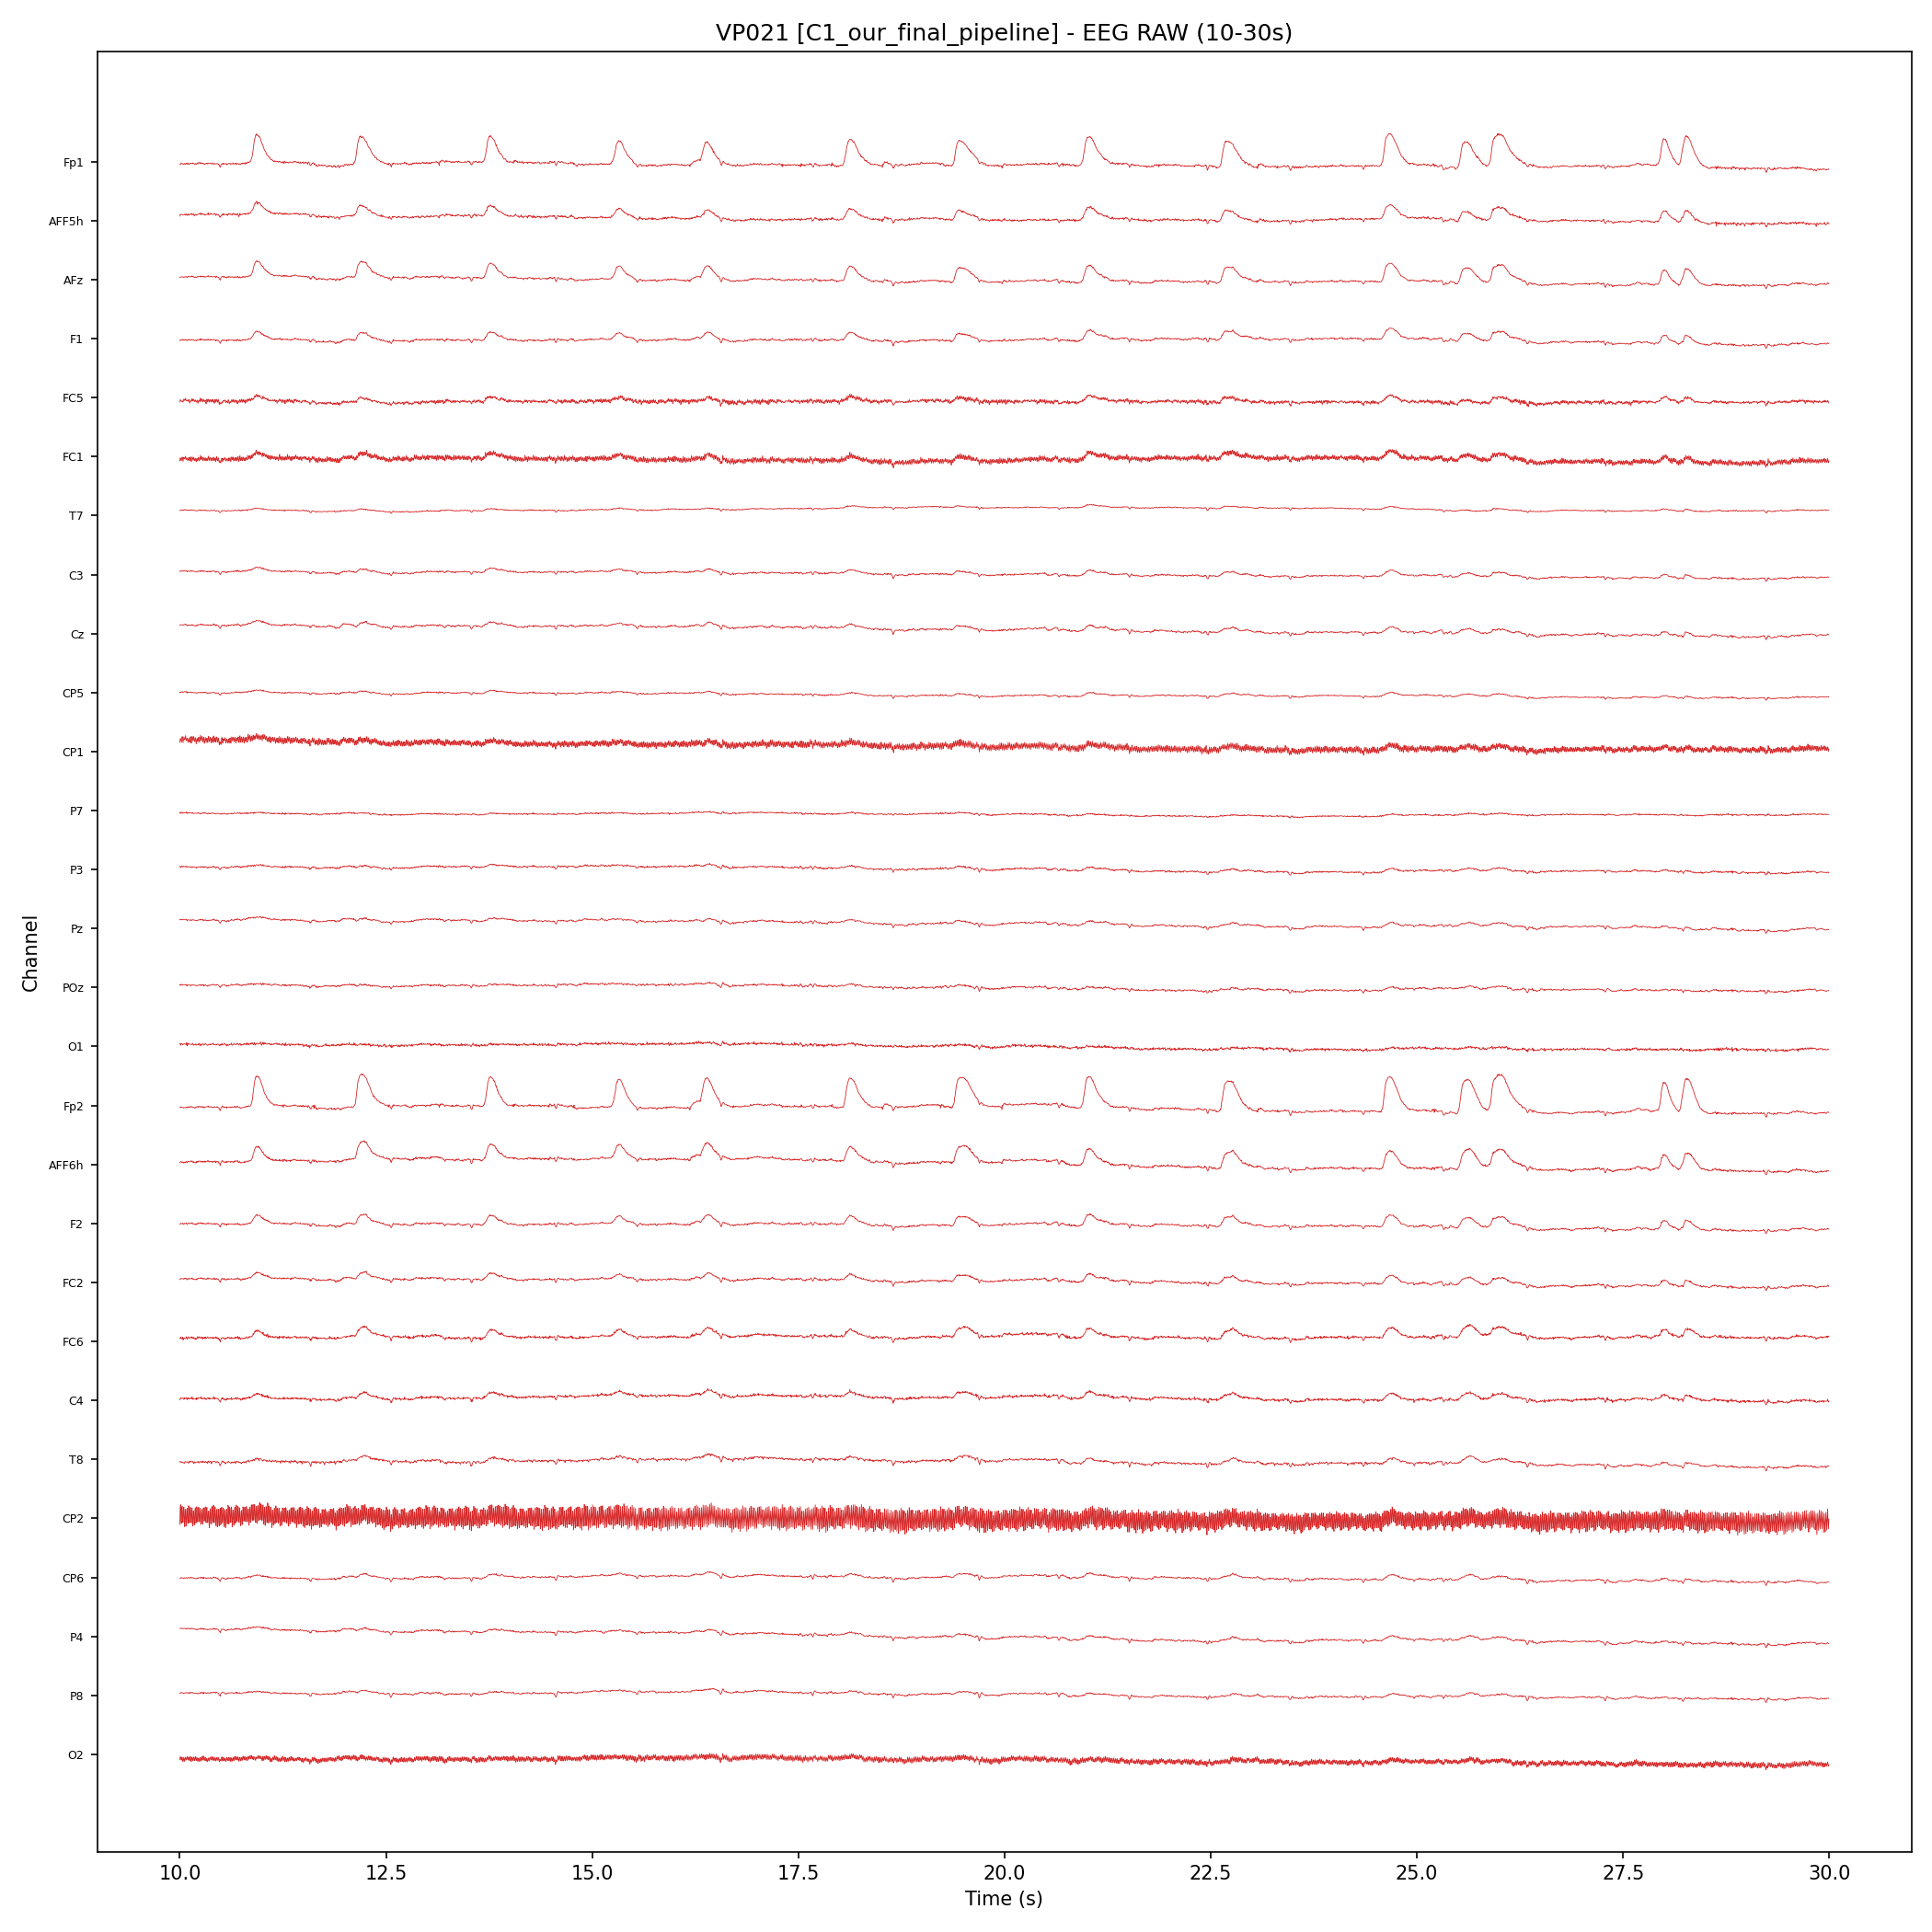 VP021 [C1_our_final_pipeline] - EEG RAW (10-30s)
Fp1
AFF5h
AFz
F1
FC5
FC1
T7
C3
Cz
CP5
CP1
P7
P3
Pz
POz
O1
Fp2
AFF6h
F2
FC2
FC6
C4
T8
CP2
CP6
P4
P8
O2
Channel
10.0 12.5 15.0 17.5 20.0 22.5 25.0 27.5 30.0
Time (s)